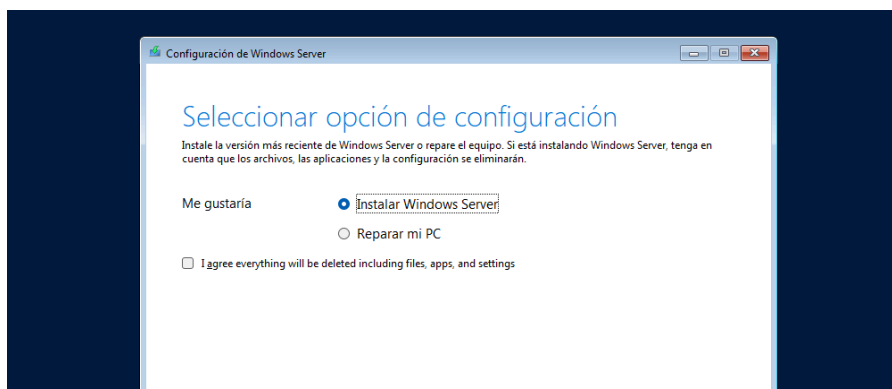 Configuración de Windows Server
Seleccionar opción de configuración
Instale la versión más reciente de Windows Server o repare el equipo. Si está instalando Windows Server, tenga en
cuenta que los archivos, las aplicaciones y la configuración se eliminarán.
Me gustaría
Instalar Windows Server
Reparar mi PC
I agree everything will be deleted including files, apps, and settings